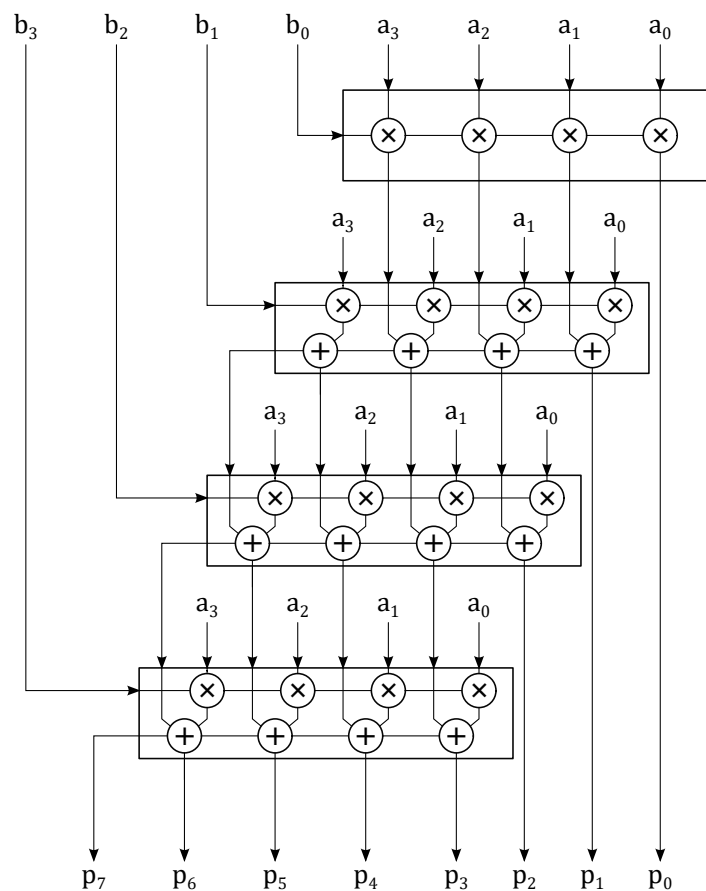 b₃ b₂ b₁ b₀ a₃ a₂ a₁ a₀
× × × ×
a₃ a₂ a₁ a₀
× × × ×
+ + + +
a₃ a₂ a₁ a₀
× × × ×
+ + + +
a₃ a₂ a₁ a₀
× × × ×
+ + + +
p₇ p₆ p₅ p₄ p₃ p₂ p₁ p₀